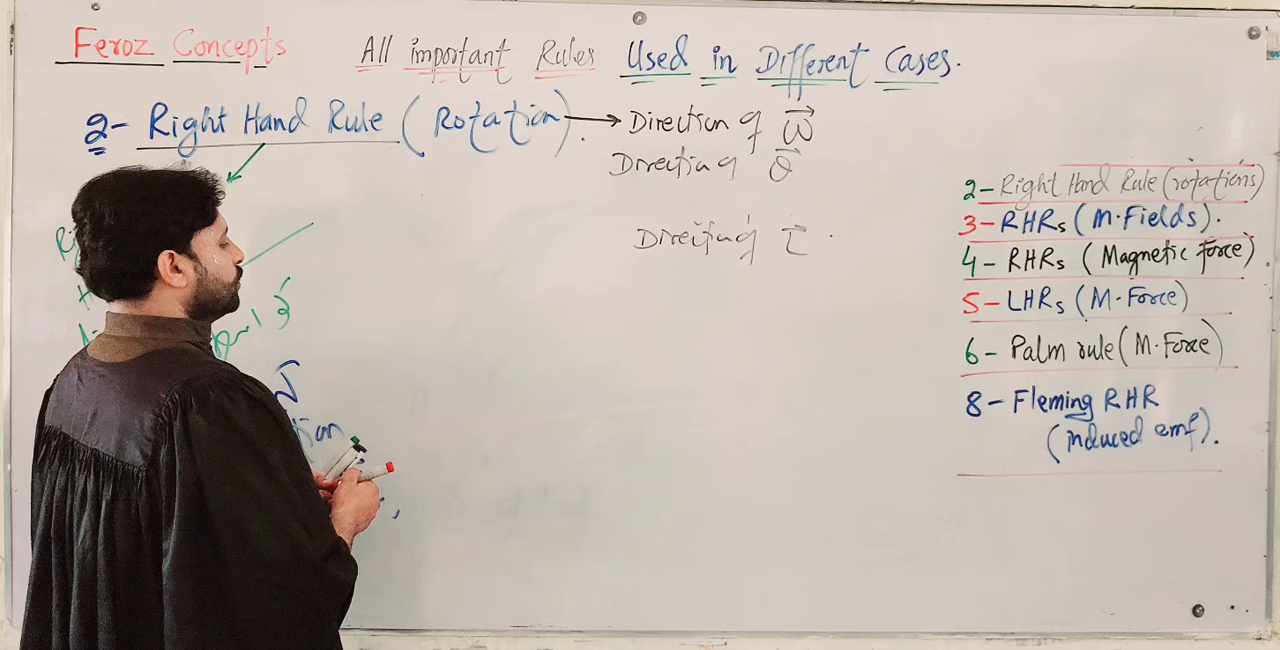 Feroz Concepts All important Rules Used in Different Cases.
2- Right Hand Rule (Rotation). → Direction of ω⃗
Direction of θ⃗
Direction of τ⃗ .
2- Right Hand Rule (rotations)
3- RHRs (M.Fields).
4- RHRs (Magnetic force)
5- LHRs (M.Force)
6- Palm rule (M.Force)
8- Fleming RHR
(induced emf).